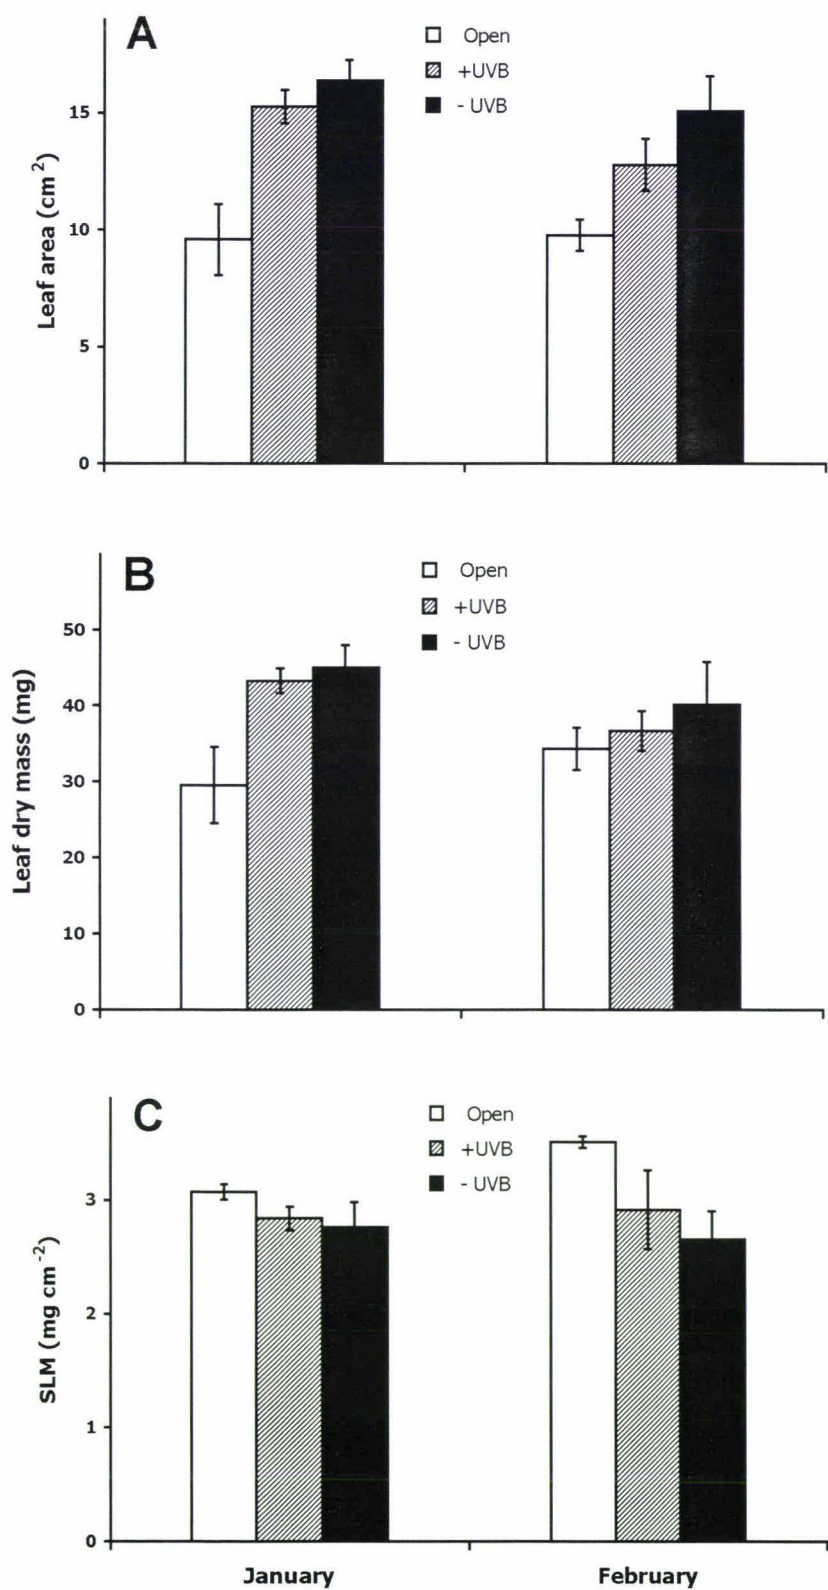 A
Open
+UVB
- UVB
Leaf area (cm2)
15
10
5
0
B
Open
+UVB
- UVB
Leaf dry mass (mg)
50
40
30
20
10
0
C
Open
+UVB
- UVB
SLM (mg cm-2)
3
2
1
0
January February